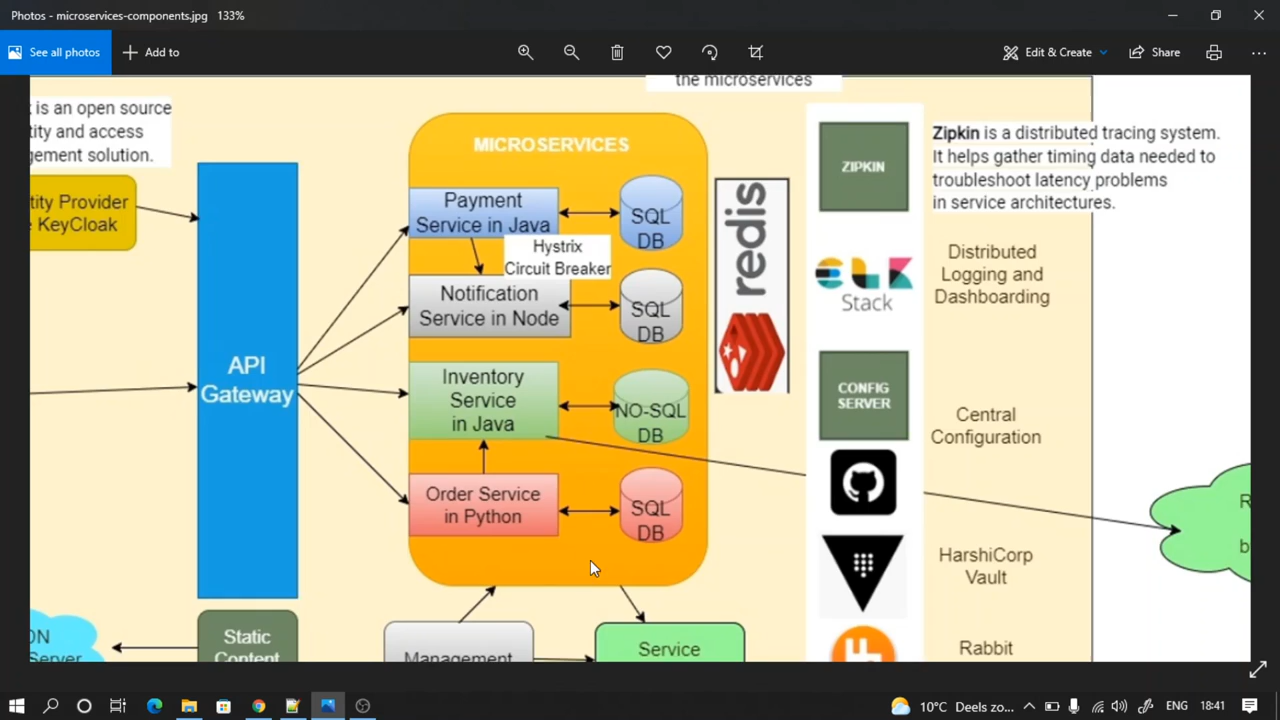 Photos - microservices-components.jpg   133%
See all photos
Add to
Edit & Create
Share
the microservices
is an open source
tity and access
gement solution.
tity Provider
KeyCloak
API
Gateway
MICROSERVICES
Payment
Service in Java
SQL
DB
Hystrix
Circuit Breaker
Notification
Service in Node
SQL
DB
Inventory
Service
in Java
NO-SQL
DB
Order Service
in Python
SQL
DB
redis
ZIPKIN
Zipkin is a distributed tracing system.
It helps gather timing data needed to
troubleshoot latency problems
in service architectures.
ELK
Stack
Distributed
Logging and
Dashboarding
CONFIG
SERVER
Central
Configuration
HarshiCorp
Vault
Rabbit
R
b
DN
Server
Static
Content
Management
Service
10°C Deels zo...
ENG
18:41